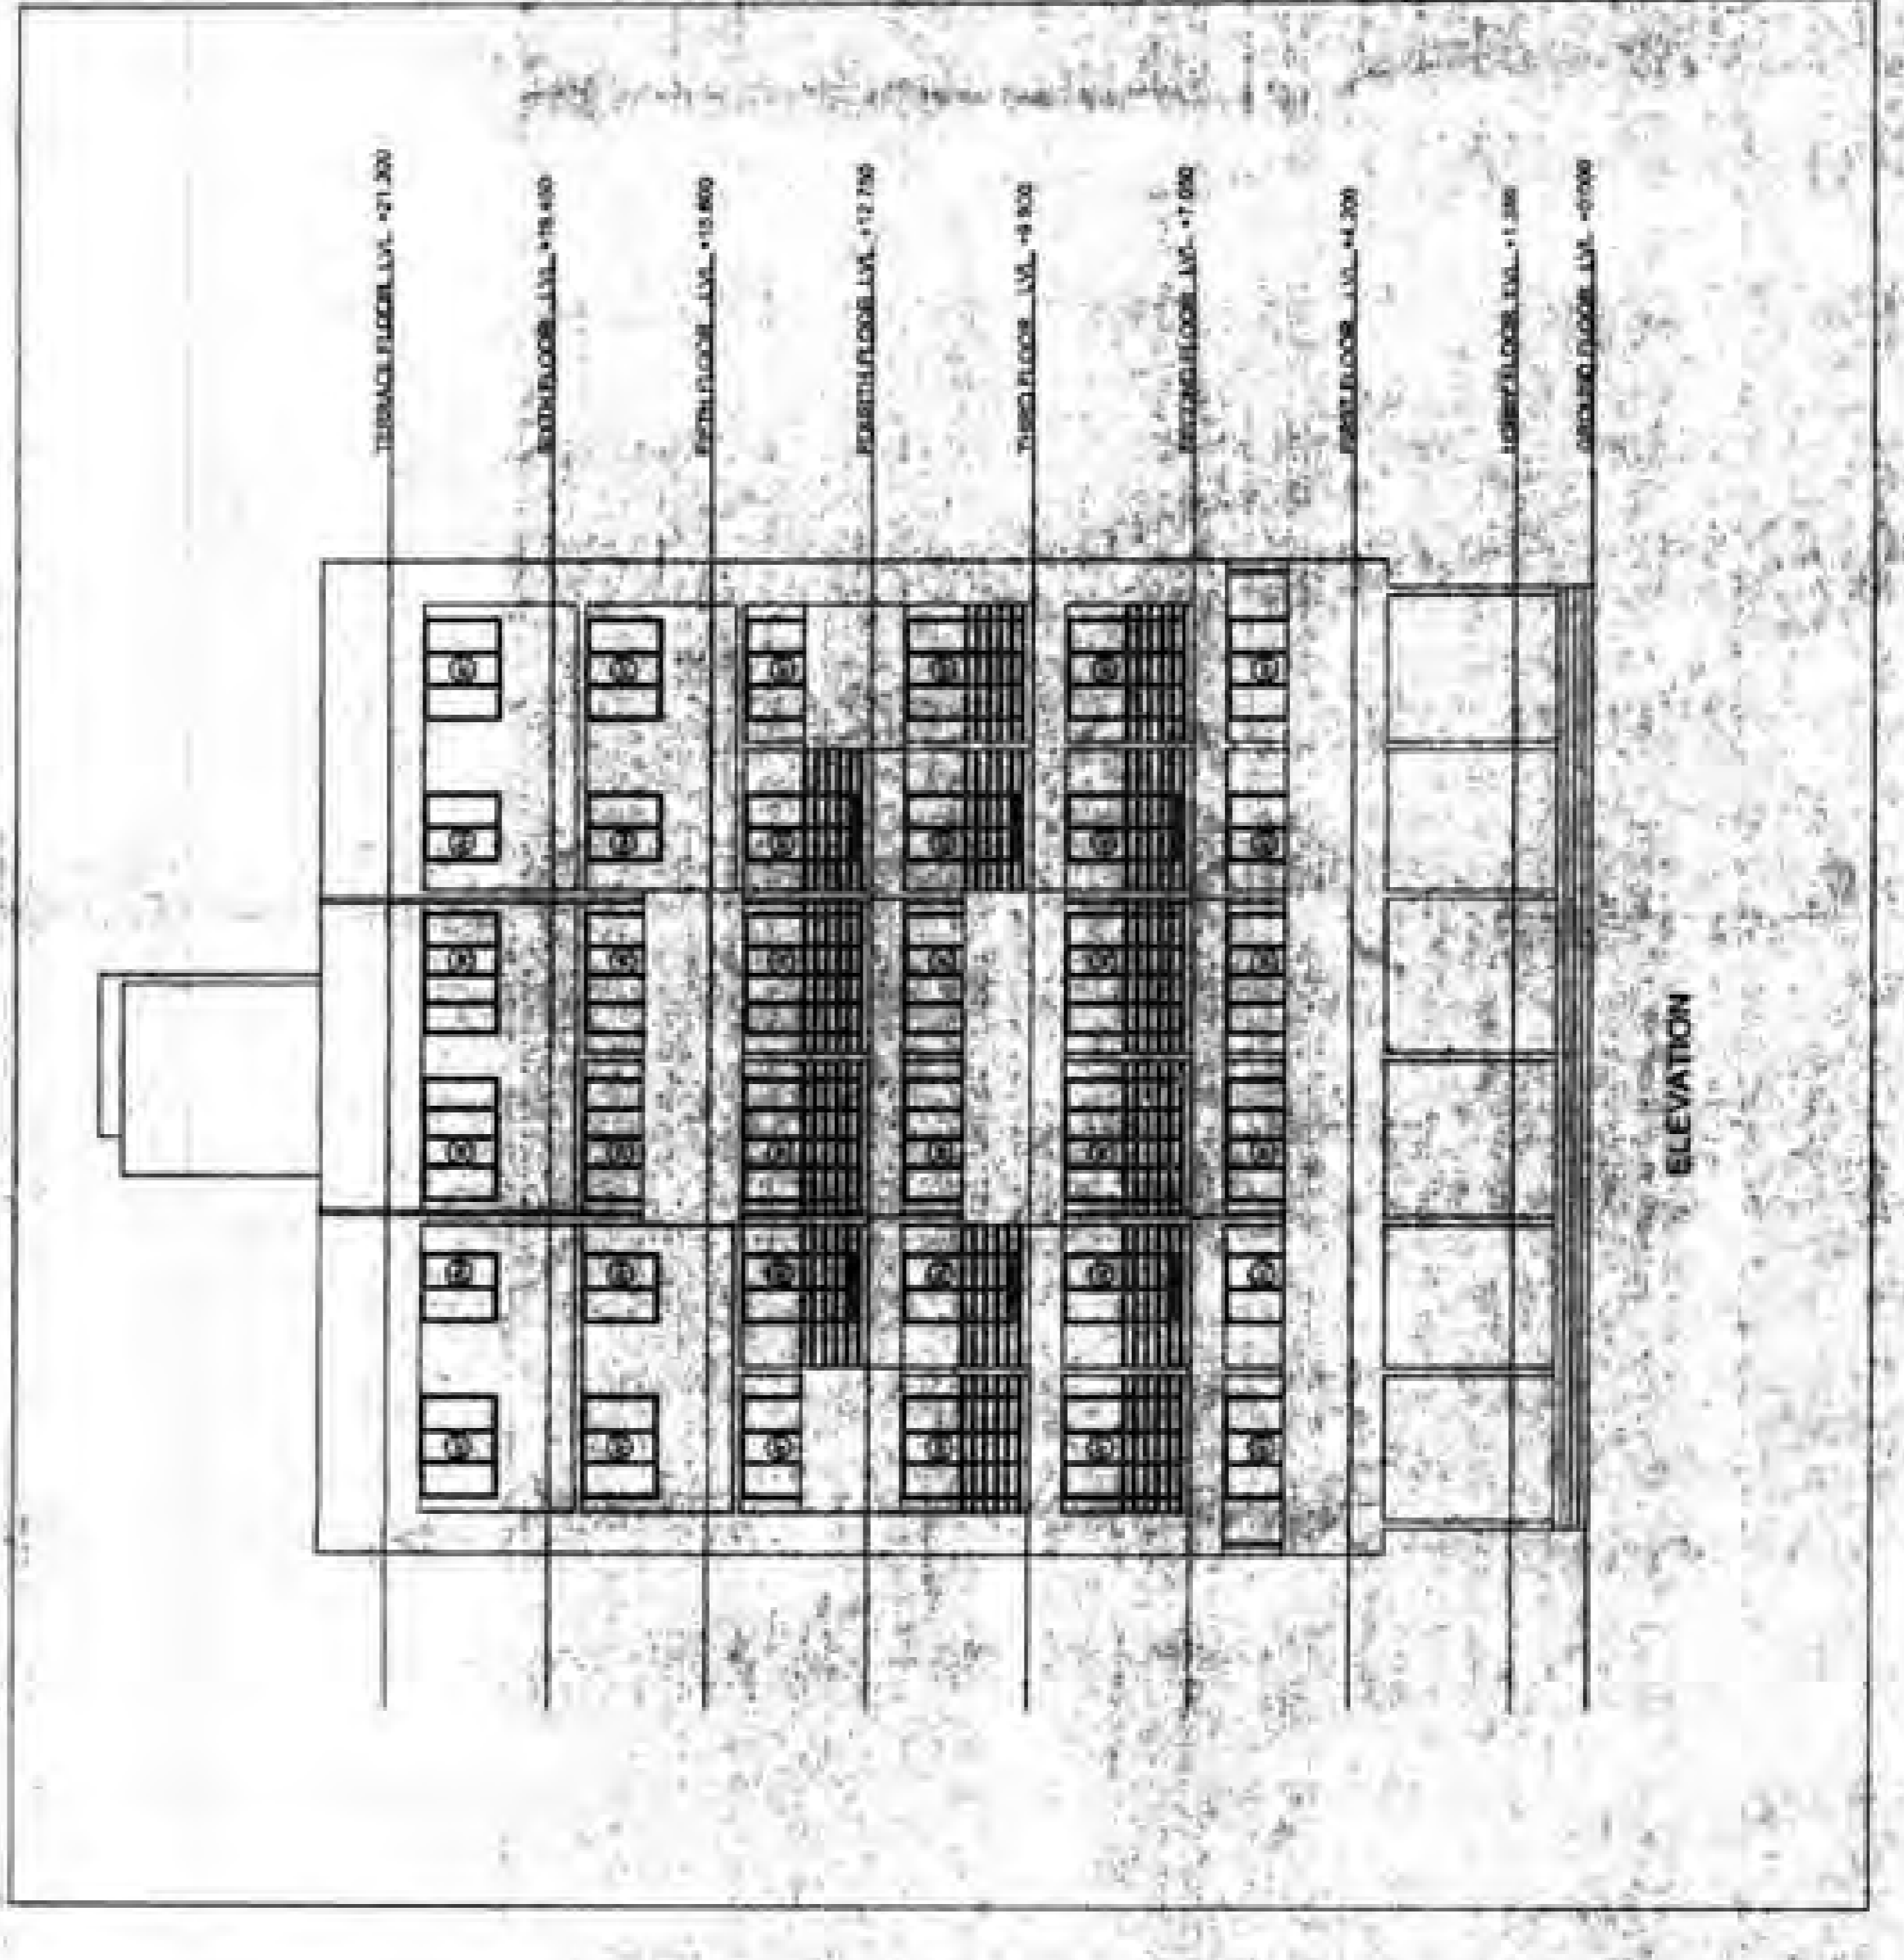 TERRACE FLOOR LVL +21.300
SIXTH FLOOR LVL +18.450
FIFTH FLOOR LVL +15.600
FOURTH FLOOR LVL +12.750
THIRD FLOOR LVL +9.900
SECOND FLOOR LVL +7.050
FIRST FLOOR LVL +4.200
LOBBY FLOOR LVL +1.350
GROUND FLOOR LVL
ELEVATION